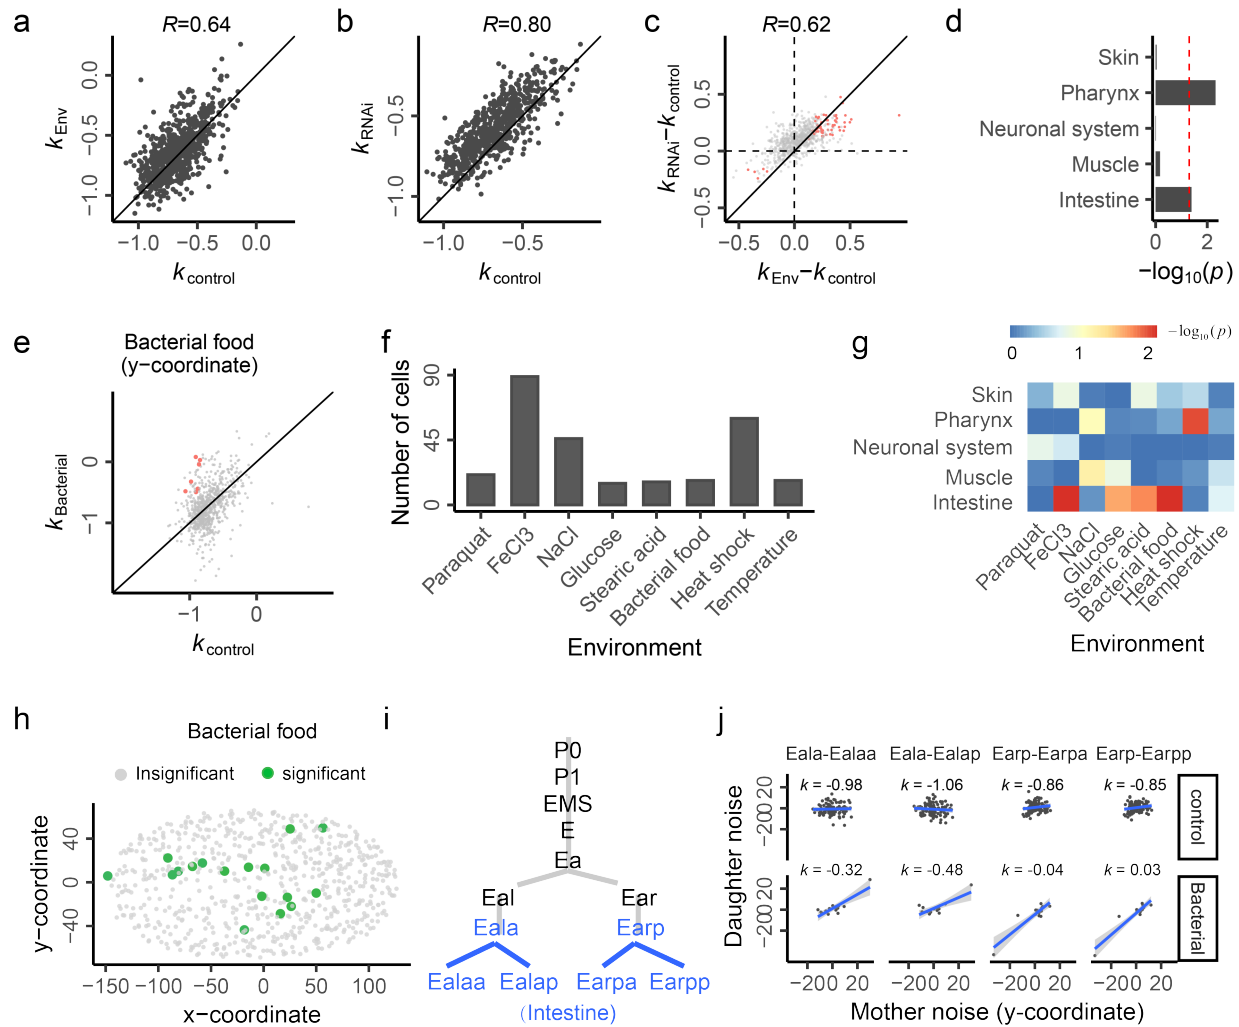 a
R=0.64
kEnv
0.0
−0.5
−1.0
−1.0
−0.5
0.0
kcontrol
b
R=0.80
kRNAi
−0.5
−1.0
−1.0
−0.5
kcontrol
c
R=0.62
kRNAi−kcontrol
0.5
0.0
−0.5
−0.5
0.0
0.5
kEnv−kcontrol
d
Skin
Pharynx
Neuronal system
Muscle
Intestine
0
2
−log10(p)
e
Bacterial food
(y−coordinate)
kBacterial
0
−1
−1
0
kcontrol
f
Number of cells
90
45
0
Paraquat
FeCl3
NaCl
Glucose
Stearic acid
Bacterial food
Heat shock
Temperature
Environment
g
−log10(p)
0
1
2
Skin
Pharynx
Neuronal system
Muscle
Intestine
Paraquat
FeCl3
NaCl
Glucose
Stearic acid
Bacterial food
Heat shock
Temperature
Environment
h
Bacterial food
Insignificant
significant
y−coordinate
40
0
−40
−150
−100
−50
0
50
100
x−coordinate
i
P0
P1
EMS
E
Ea
Eal
Ear
Eala
Earp
Ealaa
Ealap
Earpa
Earpp
(Intestine)
j
Eala-Ealaa
Eala-Ealap
Earp-Earpa
Earp-Earpp
k = -0.98
k = -1.06
k = -0.86
k = -0.85
control
k = -0.32
k = -0.48
k = -0.04
k = 0.03
Bacterial
Daughter noise
−20 0 20
−20 0 20
−20 0 20
−20 0 20
−20 0 20
−20 0 20
Mother noise (y−coordinate)